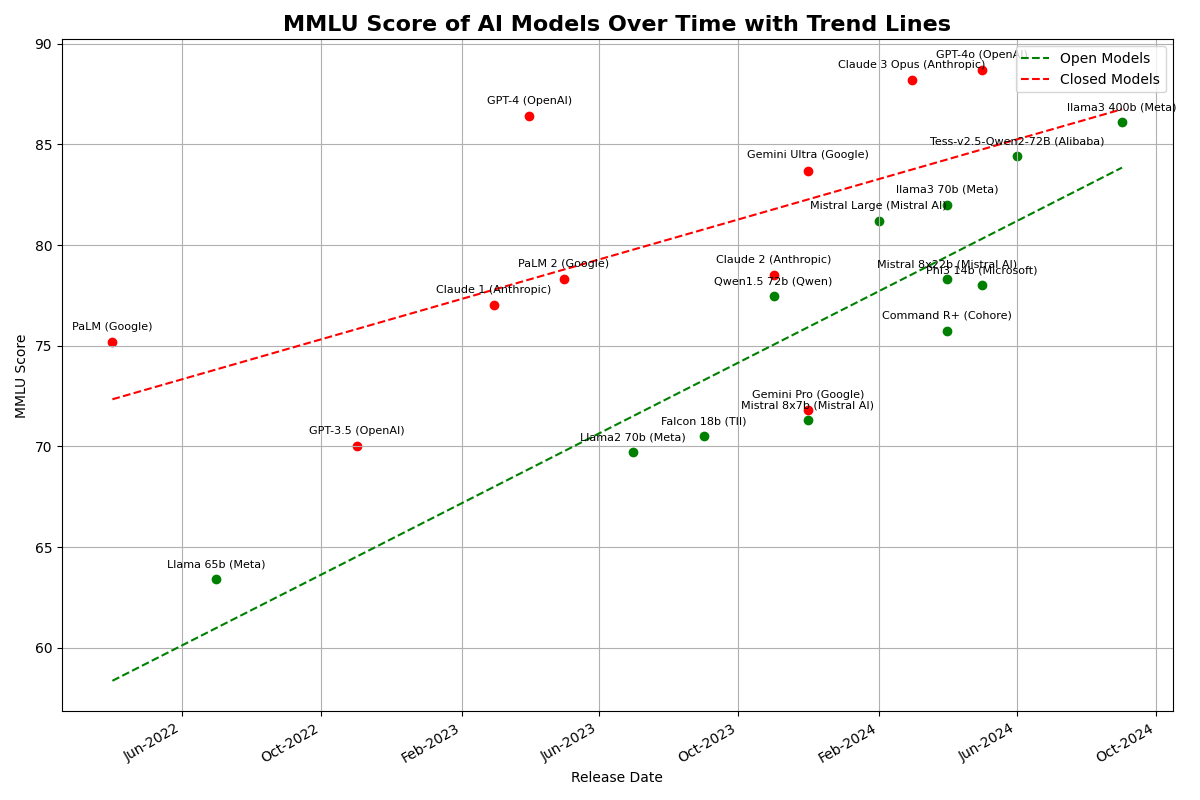 MMLU Score of AI Models Over Time with Trend Lines
90
85
80
75
70
65
60
MMLU Score
Open Models
Closed Models
GPT-4o (OpenAI)
Claude 3 Opus (Anthropic)
GPT-4 (OpenAI)
llama3 400b (Meta)
Tess-v2.5-Qwen2-72B (Alibaba)
Gemini Ultra (Google)
llama3 70b (Meta)
Mistral Large (Mistral AI)
PaLM 2 (Google)
Claude 2 (Anthropic)
Mistral 8x22b (Mistral AI)
Phi3 14b (Microsoft)
Qwen1.5 72b (Qwen)
Claude 1 (Anthropic)
Command R+ (Cohore)
PaLM (Google)
Gemini Pro (Google)
Mistral 8x7b (Mistral AI)
Falcon 18b (TII)
GPT-3.5 (OpenAI)
Llama2 70b (Meta)
Llama 65b (Meta)
Jun-2022
Oct-2022
Feb-2023
Jun-2023
Oct-2023
Feb-2024
Jun-2024
Oct-2024
Release Date